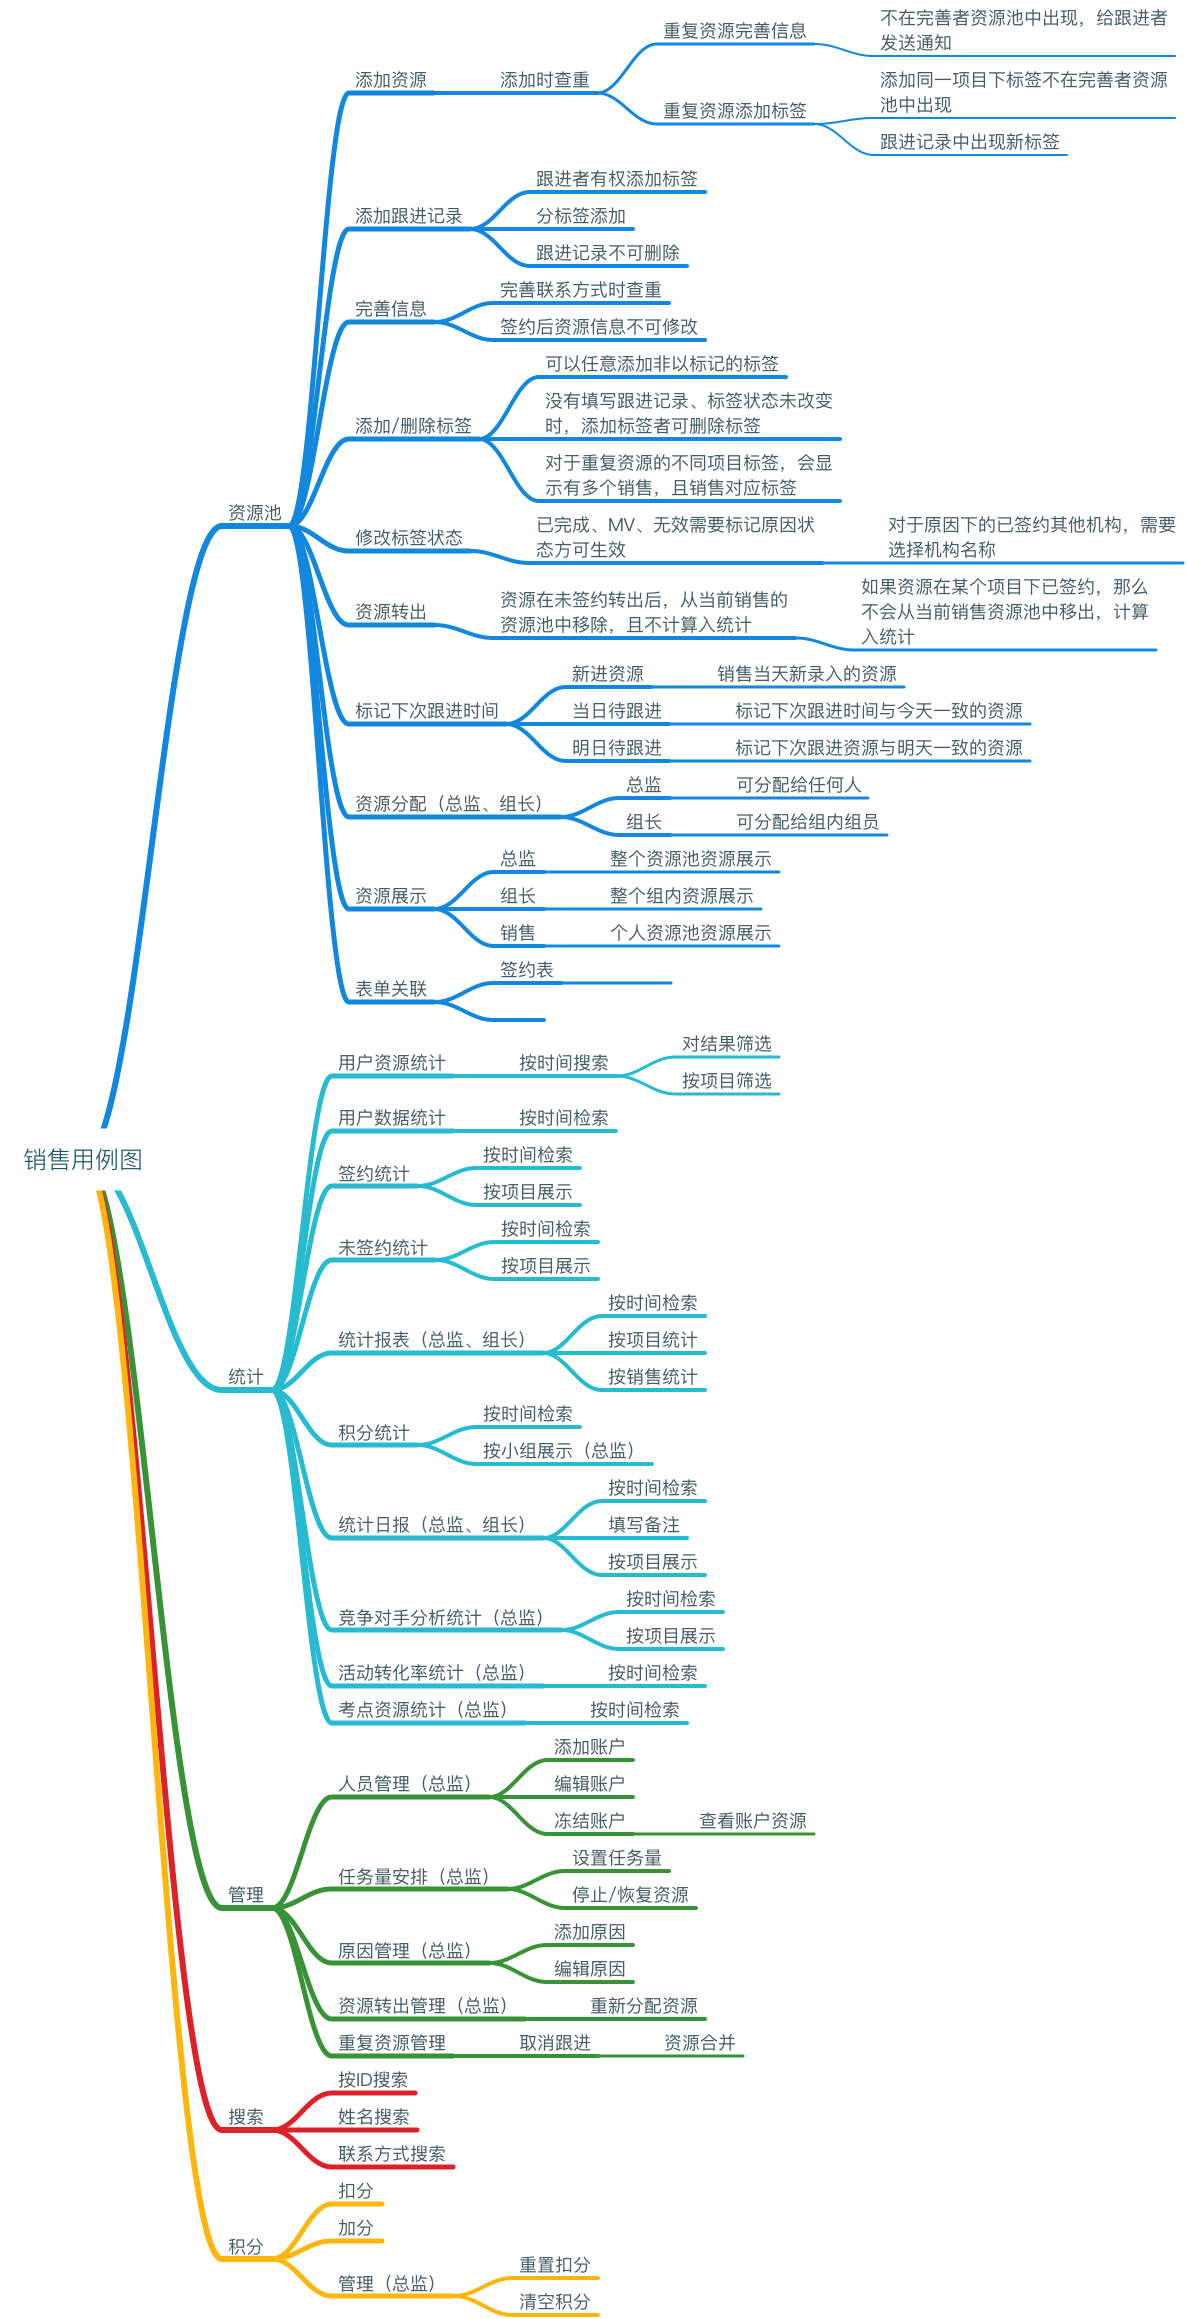 销售用例图
资源池
添加资源
添加时查重
重复资源完善信息
不在完善者资源池中出现，给跟进者
发送通知
重复资源添加标签
添加同一项目下标签不在完善者资源
池中出现
跟进记录中出现新标签
添加跟进记录
跟进者有权添加标签
分标签添加
跟进记录不可删除
完善信息
完善联系方式时查重
签约后资源信息不可修改
添加/删除标签
可以任意添加非以标记的标签
没有填写跟进记录、标签状态未改变
时，添加标签者可删除标签
对于重复资源的不同项目标签，会显
示有多个销售，且销售对应标签
修改标签状态
已完成、MV、无效需要标记原因状
态方可生效
对于原因下的已签约其他机构，需要
选择机构名称
资源转出
资源在未签约转出后，从当前销售的
资源池中移除，且不计算入统计
如果资源在某个项目下已签约，那么
不会从当前销售资源池中移出，计算
入统计
标记下次跟进时间
新进资源
销售当天新录入的资源
当日待跟进
标记下次跟进时间与今天一致的资源
明日待跟进
标记下次跟进资源与明天一致的资源
资源分配（总监、组长）
总监
可分配给任何人
组长
可分配给组内组员
资源展示
总监
整个资源池资源展示
组长
整个组内资源展示
销售
个人资源池资源展示
表单关联
签约表
统计
用户资源统计
按时间搜索
对结果筛选
按项目筛选
用户数据统计
按时间检索
签约统计
按时间检索
按项目展示
未签约统计
按时间检索
按项目展示
统计报表（总监、组长）
按时间检索
按项目统计
按销售统计
积分统计
按时间检索
按小组展示（总监）
统计日报（总监、组长）
按时间检索
填写备注
按项目展示
竞争对手分析统计（总监）
按时间检索
按项目展示
活动转化率统计（总监）
按时间检索
考点资源统计（总监）
按时间检索
管理
人员管理（总监）
添加账户
编辑账户
冻结账户
查看账户资源
任务量安排（总监）
设置任务量
停止/恢复资源
原因管理（总监）
添加原因
编辑原因
资源转出管理（总监）
重新分配资源
重复资源管理
取消跟进
资源合并
搜索
按ID搜索
姓名搜索
联系方式搜索
积分
扣分
加分
管理（总监）
重置扣分
清空积分